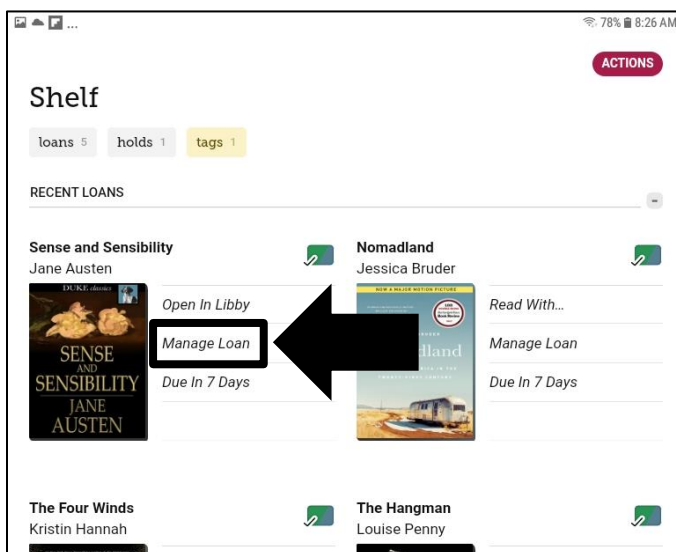 ...
78% 8:26 AM
ACTIONS
Shelf
loans 5 holds 1 tags 1
RECENT LOANS
Sense and Sensibility
Jane Austen
DUKE classics
SENSE
AND
SENSIBILITY
JANE
AUSTEN
Open In Libby
Manage Loan
Due In 7 Days
Nomadland
Jessica Bruder
NOW A MAJOR MOTION PICTURE
dland
Read With...
Manage Loan
Due In 7 Days
The Four Winds
Kristin Hannah
The Hangman
Louise Penny